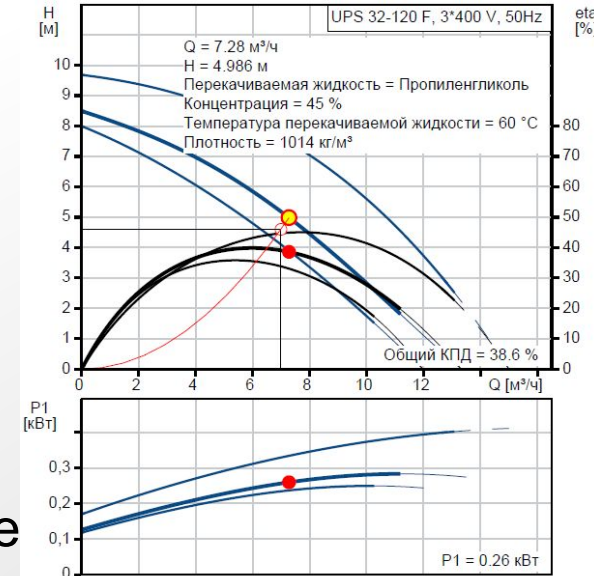 H
[м]
UPS 32-120 F, 3*400 V, 50Hz
eta
[%]
Q = 7.28 м³/ч
H = 4.986 м
Перекачиваемая жидкость = Пропиленгликоль
Концентрация = 45 %
Температура перекачиваемой жидкости = 60 °C
Плотность = 1014 кг/м³
10
9
8
7
6
5
4
3
2
1
0
80
70
60
50
40
30
20
10
0
Общий КПД = 38.6 %
0 2 4 6 8 10 12 Q [м³/ч]
P1
[кВт]
0,3
0,2
0,1
0
е
P1 = 0.26 кВт